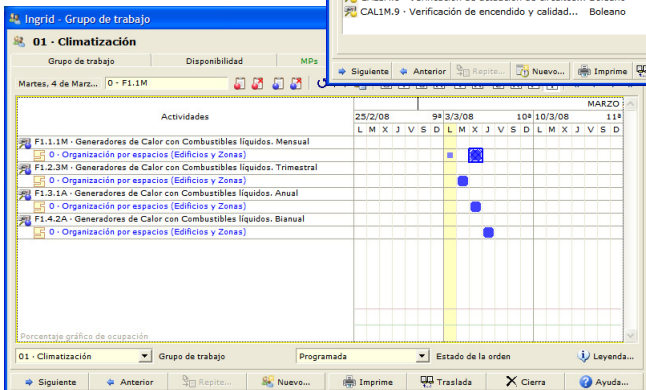 Ingrid - Grupo de trabajo
CAL1M.9 · Verificación de encendido y calidad... Boleano
01 · Climatización
Siguiente Anterior Repite... Nuevo... Imprime
Grupo de trabajo Disponibilidad MPs
Martes, 4 de Marz... 0 - F1.1M
MARZO
Actividades 25/2/08 9ª 3/3/08 10ª 10/3/08 11ª
L M X J V S D L M X J V S D L M X J V S D
F1.1.1M · Generadores de Calor con Combustibles líquidos. Mensual
0 · Organización por espacios (Edificios y Zonas)
F1.2.3M · Generadores de Calor con Combustibles líquidos. Trimestral
0 · Organización por espacios (Edificios y Zonas)
F1.3.1A · Generadores de Calor con Combustibles líquidos. Anual
0 · Organización por espacios (Edificios y Zonas)
F1.4.2A · Generadores de Calor con Combustibles líquidos. Bianual
0 · Organización por espacios (Edificios y Zonas)
Porcentaje gráfico de ocupación
01 · Climatización Grupo de trabajo Programada Estado de la orden Leyenda...
Siguiente Anterior Repite... Nuevo... Imprime Traslada Cierra Ayuda...